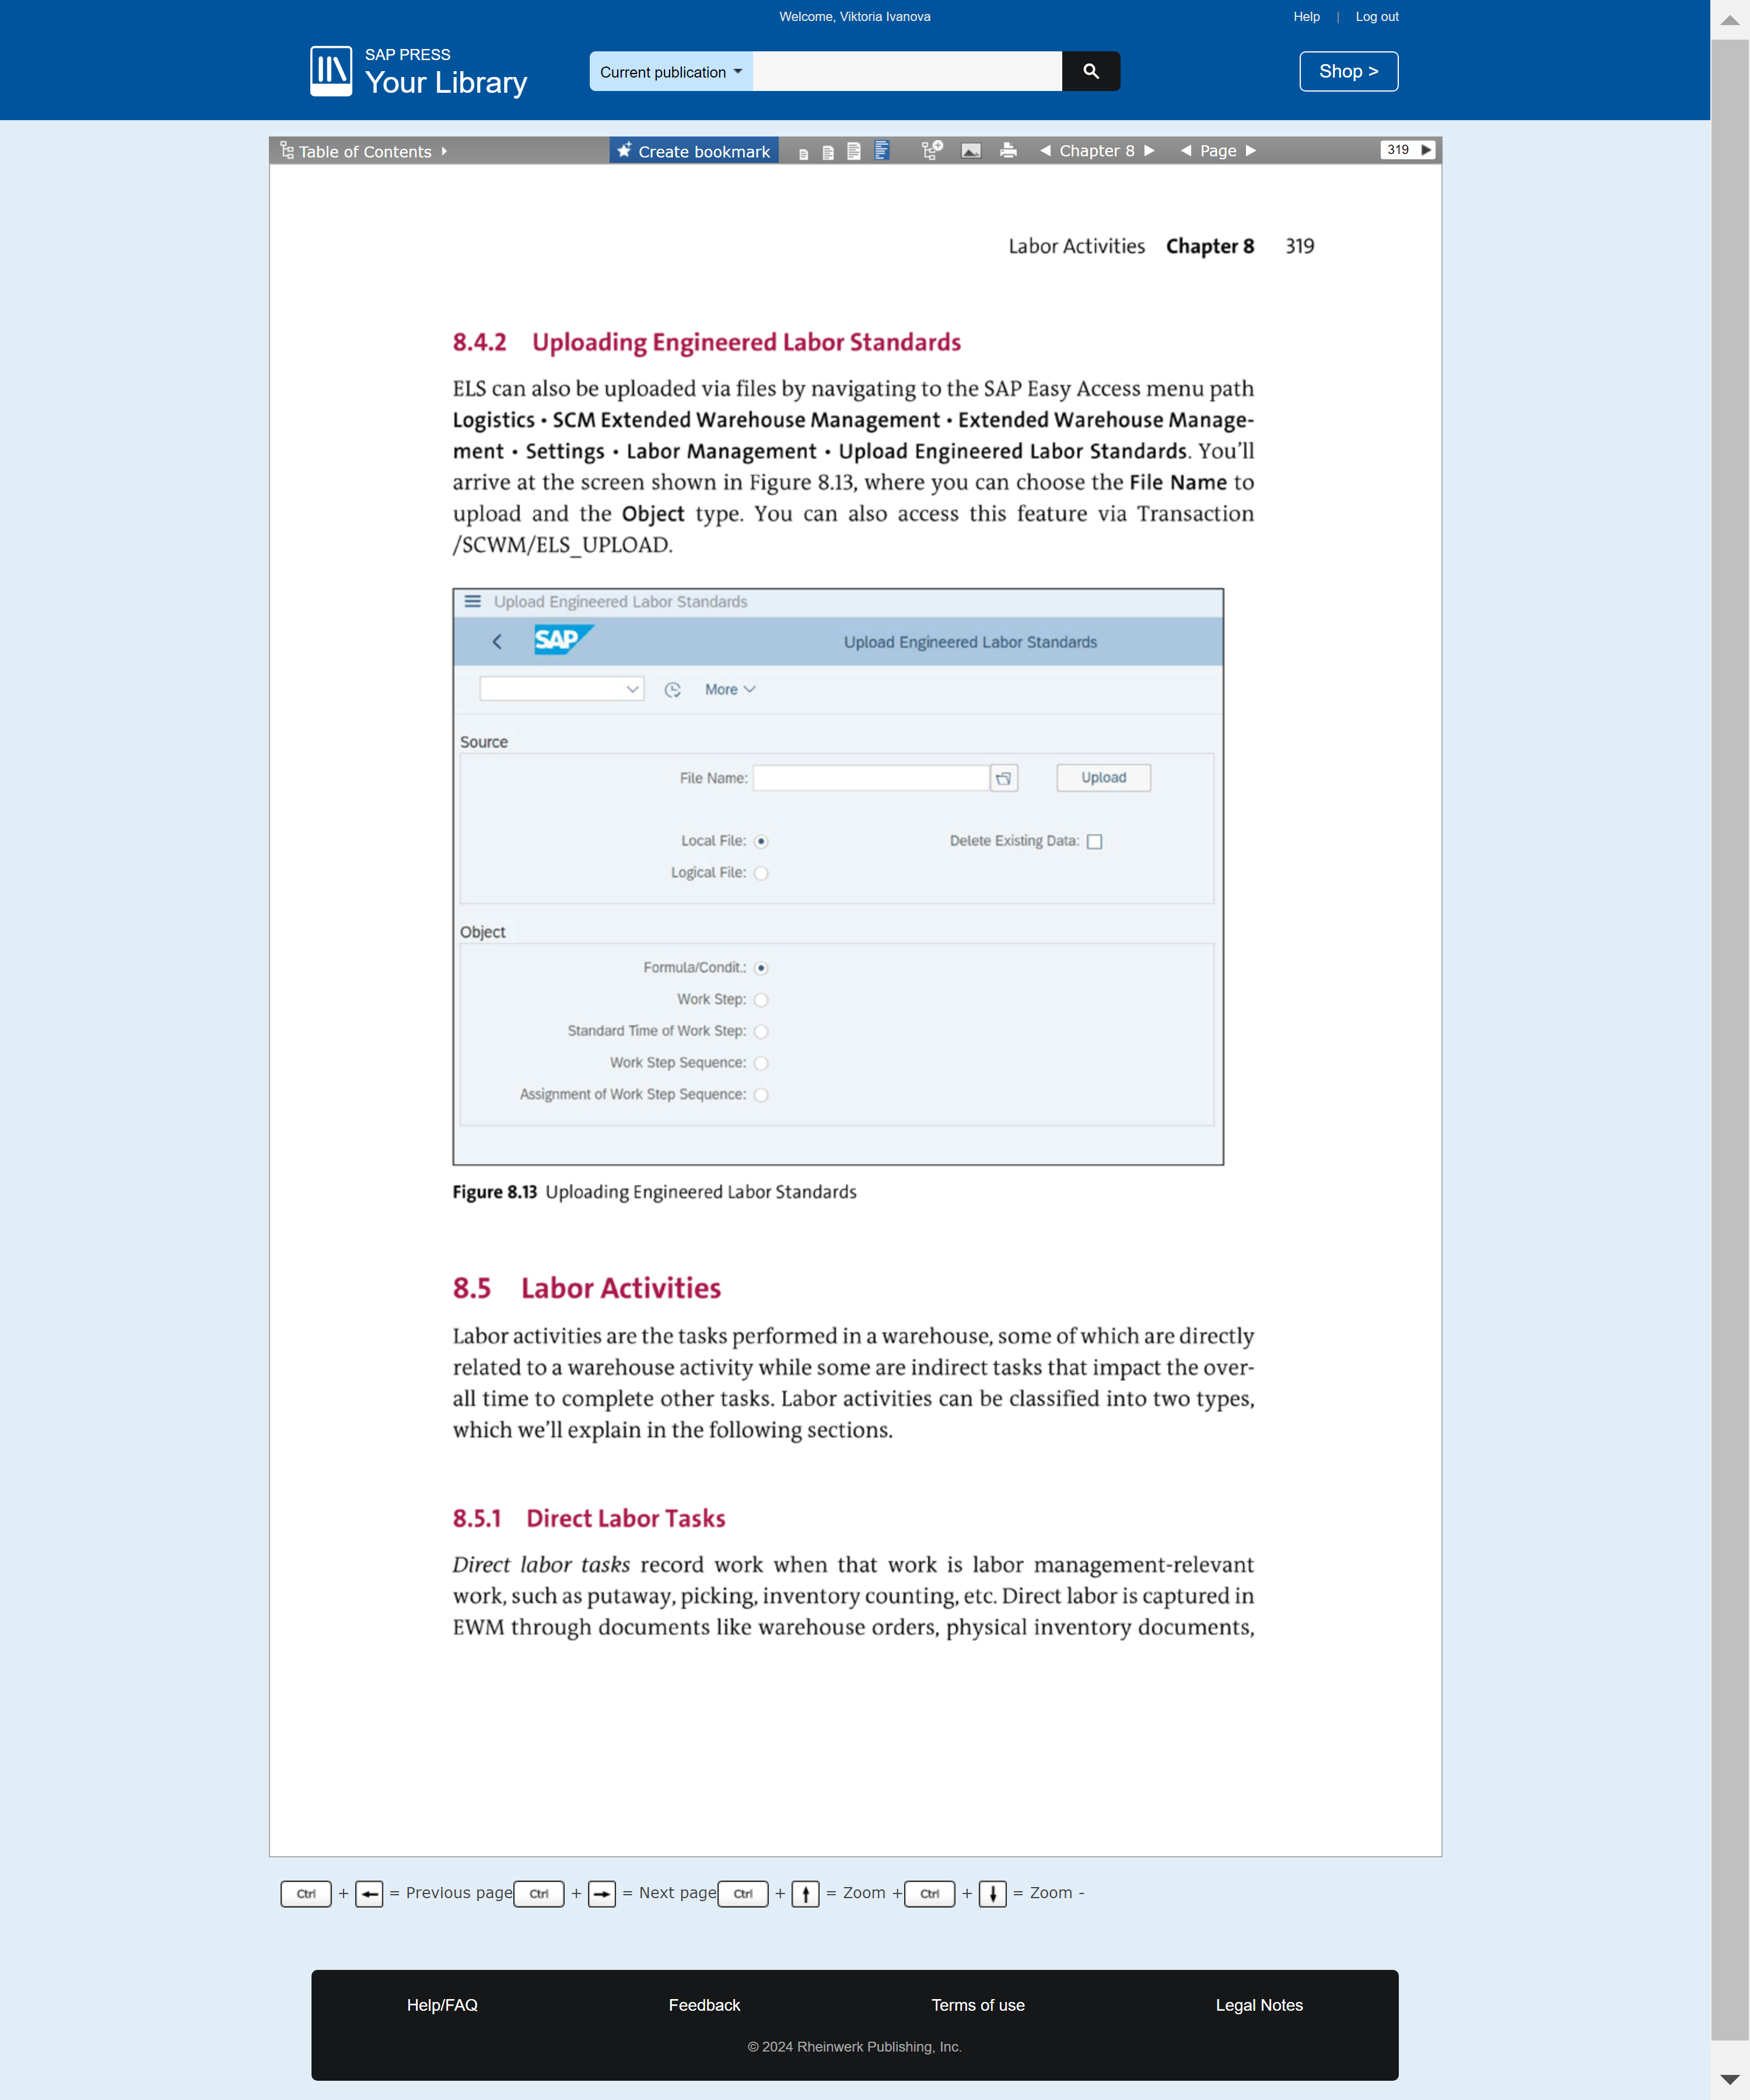 Welcome, Viktoria Ivanova
Help | Log out
SAP PRESS
Your Library
Current publication
Shop >
Table of Contents
Create bookmark
Chapter 8
Page
319
Labor Activities Chapter 8 319
8.4.2 Uploading Engineered Labor Standards
ELS can also be uploaded via files by navigating to the SAP Easy Access menu path
Logistics • SCM Extended Warehouse Management • Extended Warehouse Manage-
ment • Settings • Labor Management • Upload Engineered Labor Standards. You’ll
arrive at the screen shown in Figure 8.13, where you can choose the File Name to
upload and the Object type. You can also access this feature via Transaction
/SCWM/ELS_UPLOAD.
Upload Engineered Labor Standards
SAP
Upload Engineered Labor Standards
More
Source
File Name:
Upload
Local File:
Delete Existing Data:
Logical File:
Object
Formula/Condit.:
Work Step:
Standard Time of Work Step:
Work Step Sequence:
Assignment of Work Step Sequence:
Figure 8.13 Uploading Engineered Labor Standards
8.5 Labor Activities
Labor activities are the tasks performed in a warehouse, some of which are directly
related to a warehouse activity while some are indirect tasks that impact the over-
all time to complete other tasks. Labor activities can be classified into two types,
which we’ll explain in the following sections.
8.5.1 Direct Labor Tasks
Direct labor tasks record work when that work is labor management-relevant
work, such as putaway, picking, inventory counting, etc. Direct labor is captured in
EWM through documents like warehouse orders, physical inventory documents,
Ctrl + ← = Previous page Ctrl + → = Next page Ctrl + ↑ = Zoom + Ctrl + ↓ = Zoom -
Help/FAQ
Feedback
Terms of use
Legal Notes
© 2024 Rheinwerk Publishing, Inc.